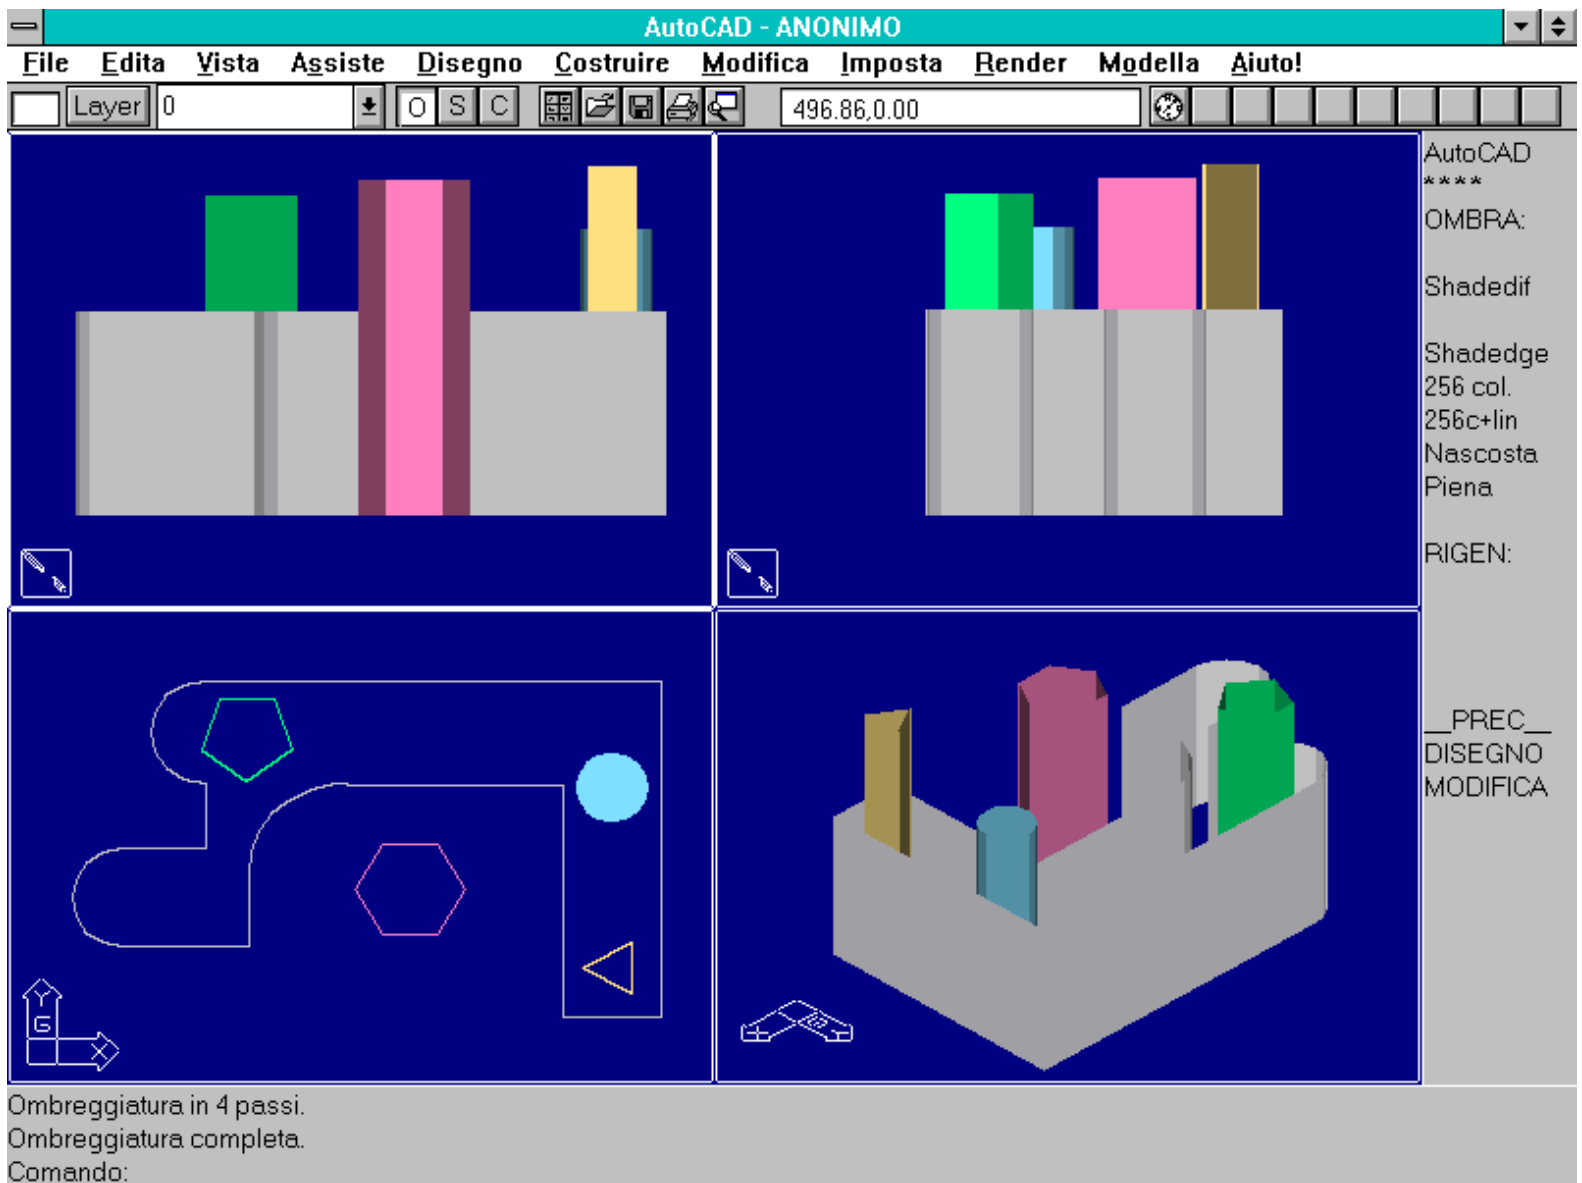 AutoCAD - ANONIMO
File Edita Vista Assiste Disegno Costruire Modifica Imposta Render Modella Aiuto!
Layer 0 O S C 496.86,0.00
AutoCAD
* * * *
OMBRA:
Shadedif
Shadedge
256 col.
256c+lin
Nascosta
Piena
RIGEN:
__PREC__
DISEGNO
MODIFICA
Y
G
X
Ombreggiatura in 4 passi.
Ombreggiatura completa.
Comando: